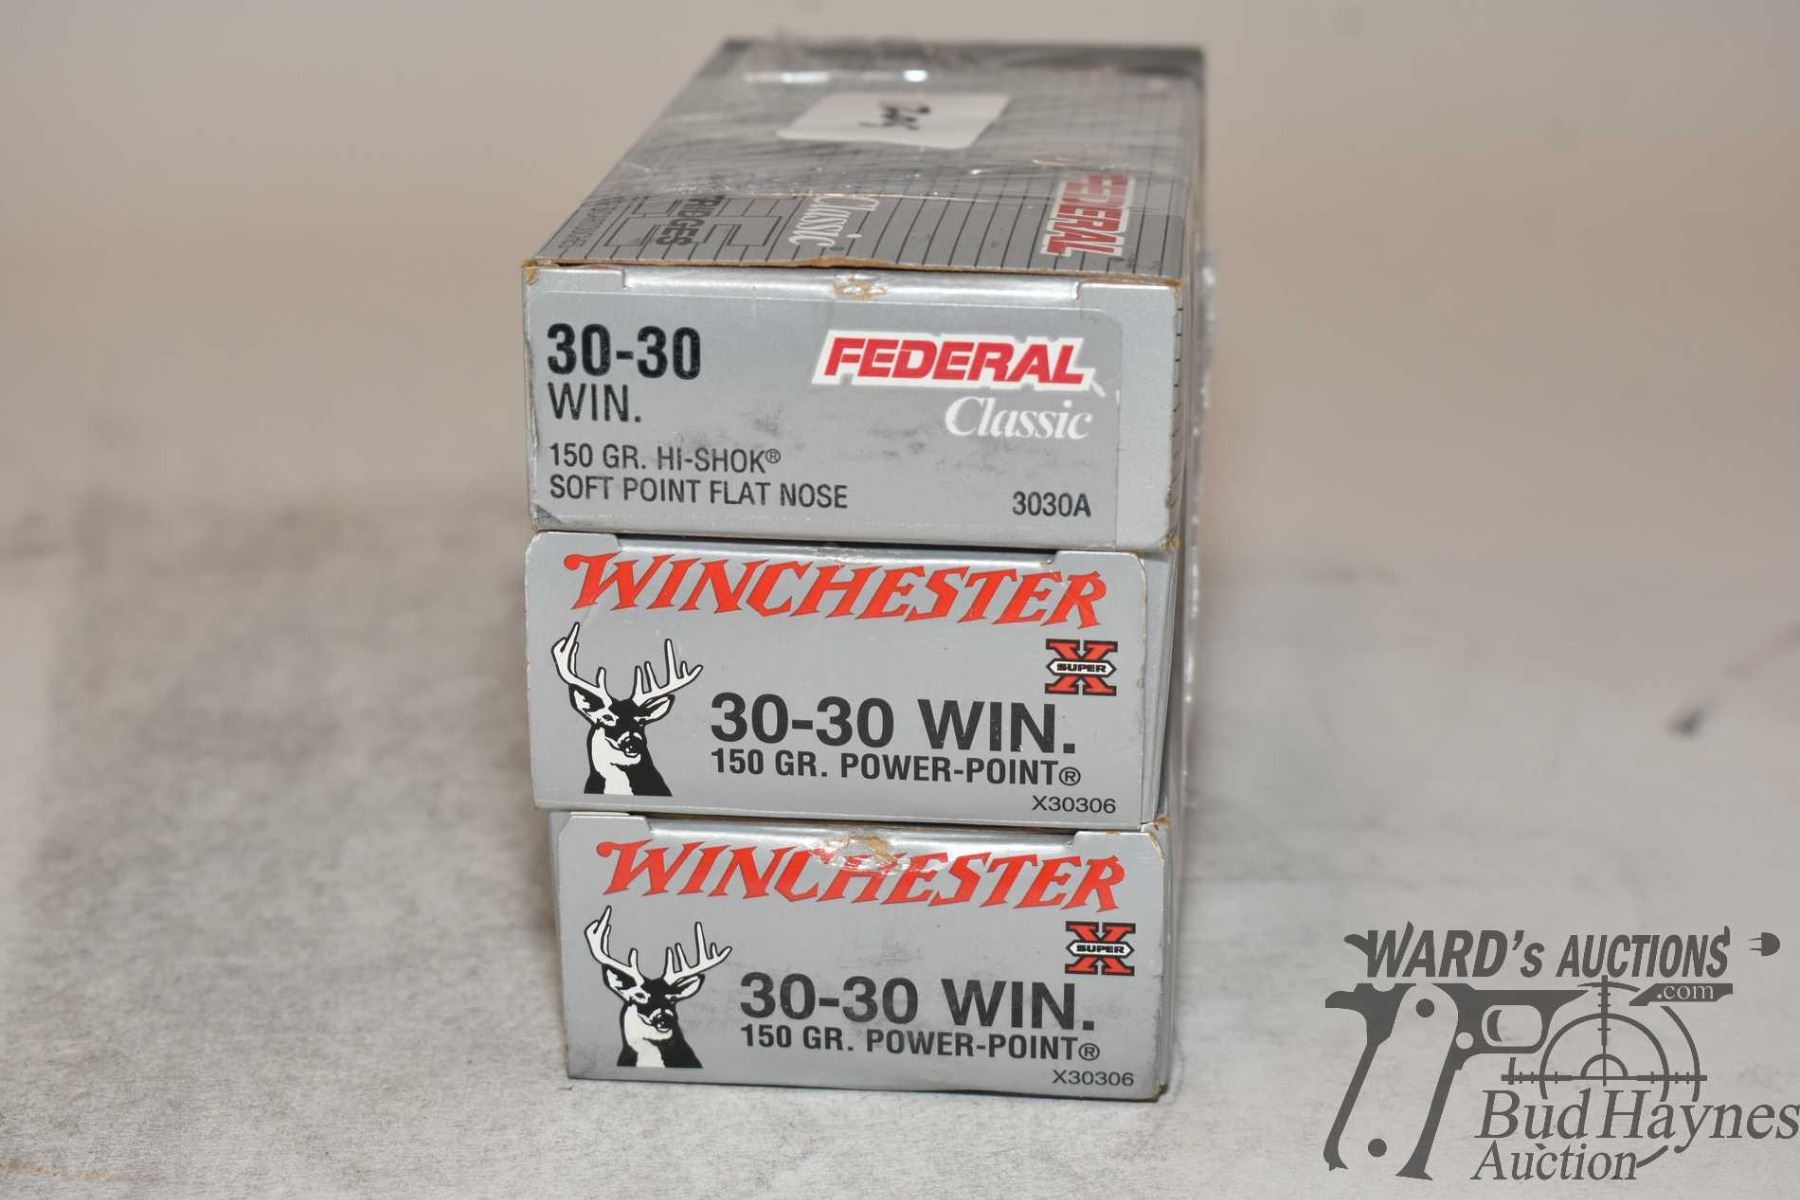 FEDERAL
Classic
30-30
WIN.
FEDERAL
Classic
150 GR. HI-SHOK®
SOFT POINT FLAT NOSE
3030A
WINCHESTER
SUPER X
30-30 WIN.
150 GR. POWER-POINT®
X30306
WINCHESTER
SUPER X
30-30 WIN.
150 GR. POWER-POINT®
X30306
WARD's AUCTIONS
.com
Bud Haynes
Auction